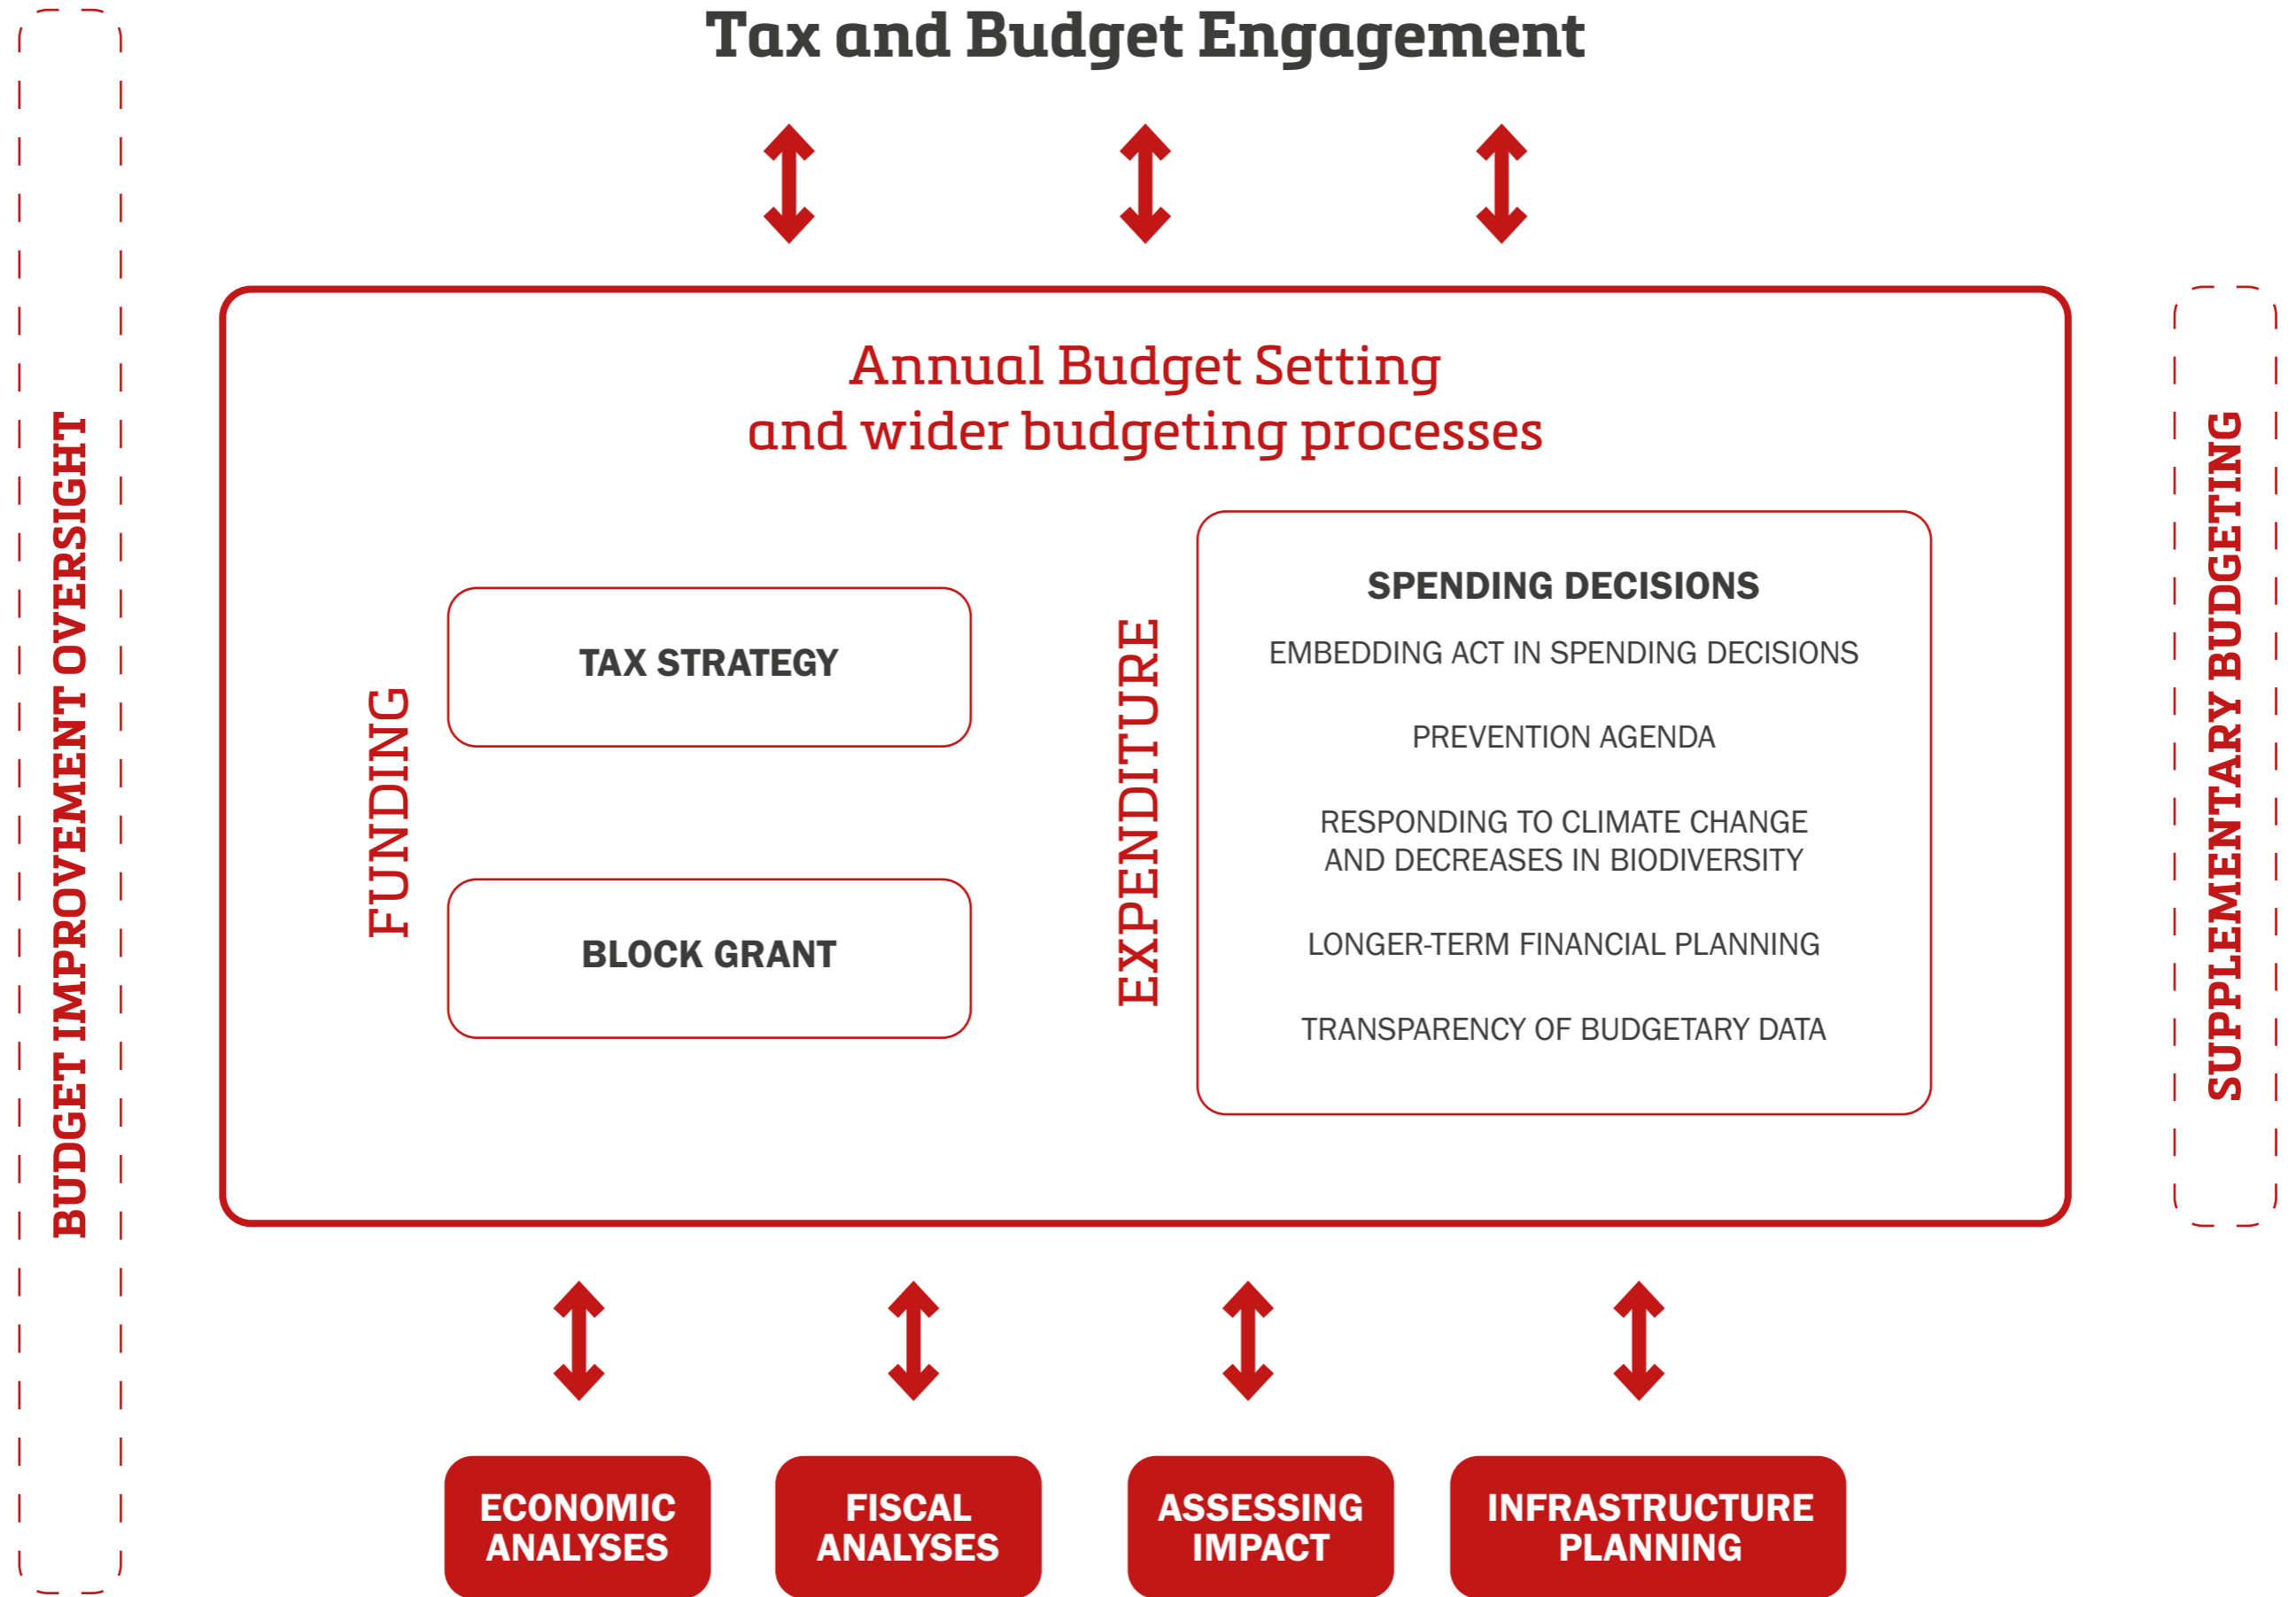 Tax and Budget Engagement
BUDGET IMPROVEMENT OVERSIGHT
Annual Budget Setting
and wider budgeting processes
FUNDING
TAX STRATEGY
BLOCK GRANT
EXPENDITURE
SPENDING DECISIONS
EMBEDDING ACT IN SPENDING DECISIONS
PREVENTION AGENDA
RESPONDING TO CLIMATE CHANGE
AND DECREASES IN BIODIVERSITY
LONGER-TERM FINANCIAL PLANNING
TRANSPARENCY OF BUDGETARY DATA
SUPPLEMENTARY BUDGETING
ECONOMIC
ANALYSES
FISCAL
ANALYSES
ASSESSING
IMPACT
INFRASTRUCTURE
PLANNING